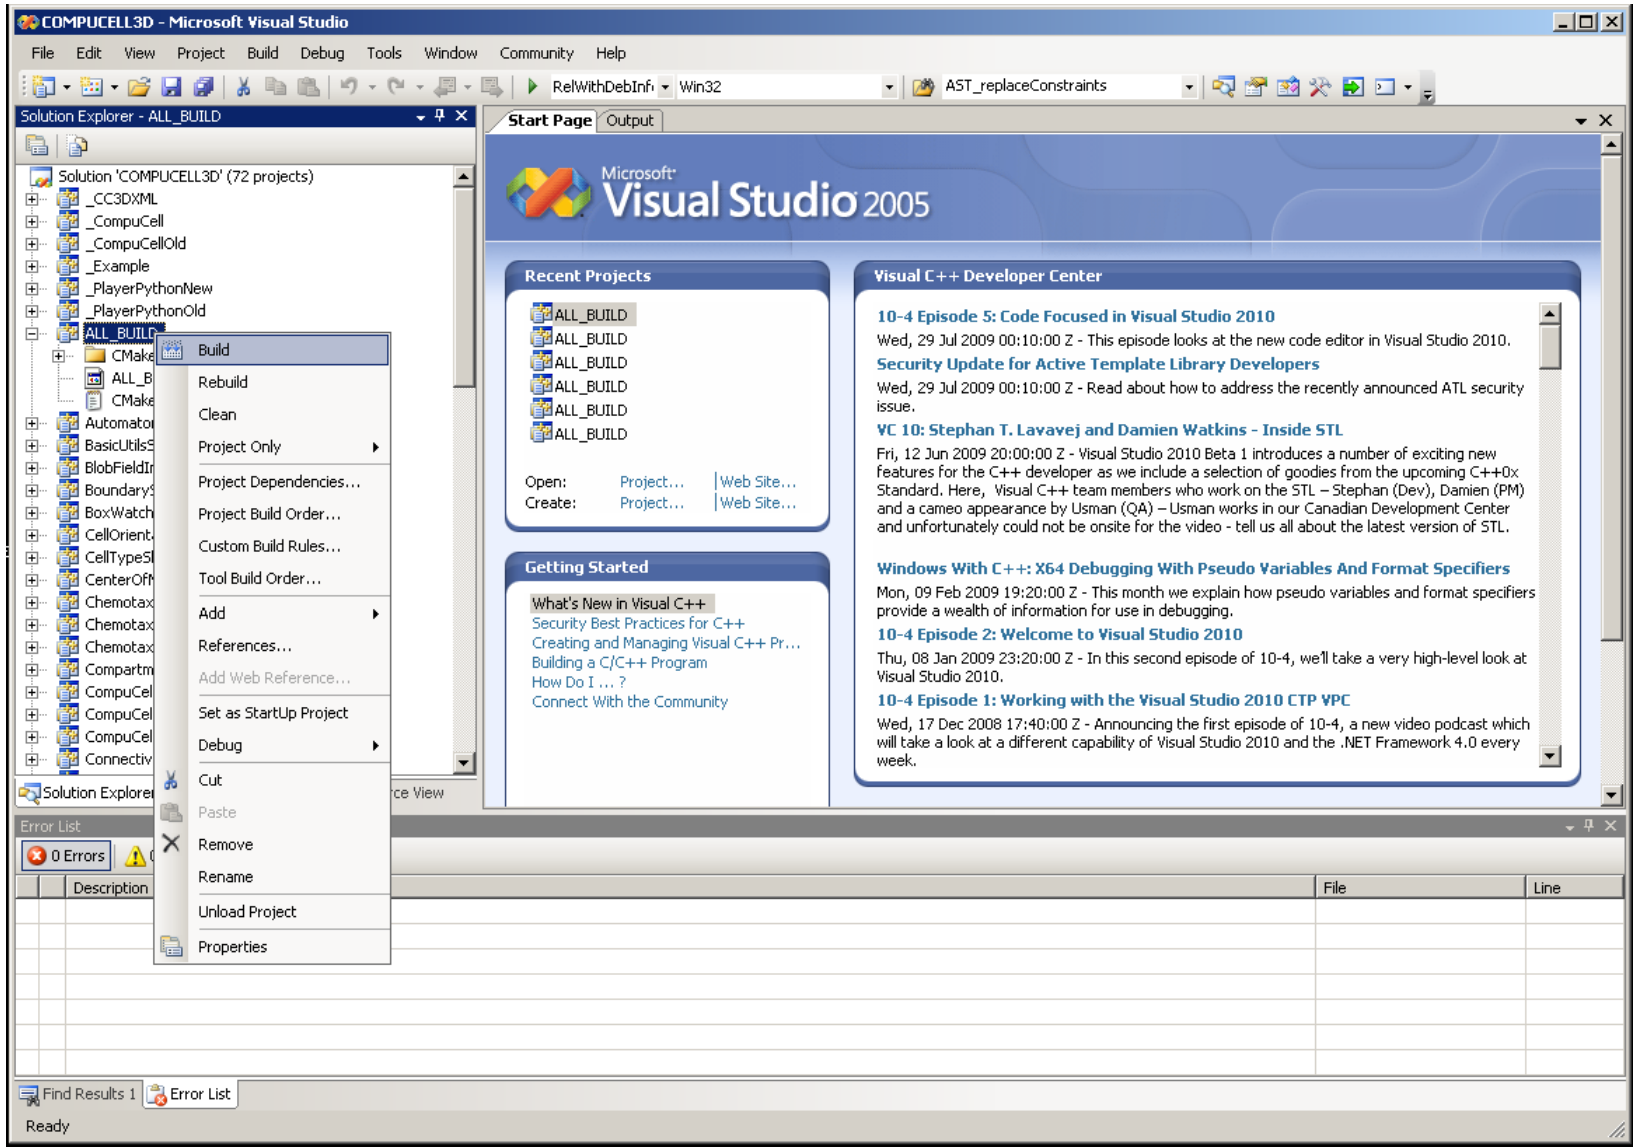 COMPUCELL3D - Microsoft Visual Studio
File Edit View Project Build Debug Tools Window Community Help
RelWithDebInf Win32 AST_replaceConstraints
Solution Explorer - ALL_BUILD
Start Page Output
Solution 'COMPUCELL3D' (72 projects)
_CC3DXML
_CompuCell
_CompuCellOld
_Example
_PlayerPythonNew
_PlayerPythonOld
ALL_BUILD
CMake
ALL_B
CMake
Automato
BasicUtils
BlobFieldI
Boundary
BoxWatch
CellOrient
CellTypeS
CenterOf
Chemotax
Chemotax
Chemotax
Compartm
CompuCel
CompuCel
CompuCel
Connectiv
Solution Explorer
rce View
Build
Rebuild
Clean
Project Only
Project Dependencies...
Project Build Order...
Custom Build Rules...
Tool Build Order...
Add
References...
Add Web Reference...
Set as StartUp Project
Debug
Cut
Paste
Remove
Rename
Unload Project
Properties
Microsoft
Visual Studio 2005
Recent Projects
ALL_BUILD
ALL_BUILD
ALL_BUILD
ALL_BUILD
ALL_BUILD
ALL_BUILD
Open: Project... Web Site...
Create: Project... Web Site...
Getting Started
What's New in Visual C++
Security Best Practices for C++
Creating and Managing Visual C++ Pr...
Building a C/C++ Program
How Do I ... ?
Connect With the Community
Visual C++ Developer Center
10-4 Episode 5: Code Focused in Visual Studio 2010
Wed, 29 Jul 2009 00:10:00 Z - This episode looks at the new code editor in Visual Studio 2010.
Security Update for Active Template Library Developers
Wed, 29 Jul 2009 00:10:00 Z - Read about how to address the recently announced ATL security
issue.
VC 10: Stephan T. Lavavej and Damien Watkins - Inside STL
Fri, 12 Jun 2009 20:00:00 Z - Visual Studio 2010 Beta 1 introduces a number of exciting new
features for the C++ developer as we include a selection of goodies from the upcoming C++0x
Standard. Here, Visual C++ team members who work on the STL – Stephan (Dev), Damien (PM)
and a cameo appearance by Usman (QA) – Usman works in our Canadian Development Center
and unfortunately could not be onsite for the video - tell us all about the latest version of STL.
Windows With C++: X64 Debugging With Pseudo Variables And Format Specifiers
Mon, 09 Feb 2009 19:20:00 Z - This month we explain how pseudo variables and format specifiers
provide a wealth of information for use in debugging.
10-4 Episode 2: Welcome to Visual Studio 2010
Thu, 08 Jan 2009 23:20:00 Z - In this second episode of 10-4, we'll take a very high-level look at
Visual Studio 2010.
10-4 Episode 1: Working with the Visual Studio 2010 CTP VPC
Wed, 17 Dec 2008 17:40:00 Z - Announcing the first episode of 10-4, a new video podcast which
will take a look at a different capability of Visual Studio 2010 and the .NET Framework 4.0 every
week.
Error List
0 Errors
Description File Line
Find Results 1 Error List
Ready